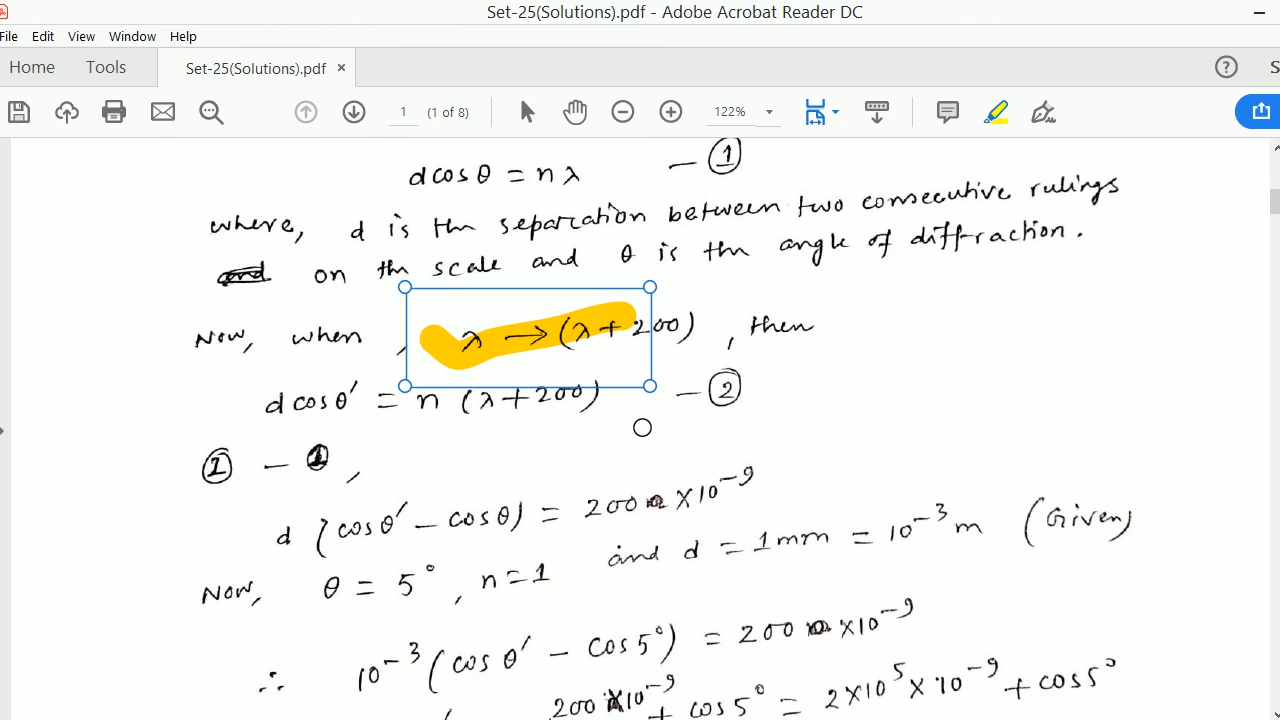 Set-25(Solutions).pdf - Adobe Acrobat Reader DC
File Edit View Window Help
Home Tools Set-25(Solutions).pdf × ?
1 (1 of 8) 122%
d cos θ = n λ — ①
where, d is the separation between two consecutive rulings
on the scale and θ is the angle of diffraction.
Now, when , λ → (λ + 200) , then
d cos θ' = n (λ + 200) — ②
② — ① ,
d (cos θ' – cos θ) = 200 × 10⁻⁹
Now, θ = 5° , n = 1 and d = 1mm = 10⁻³ m (Given)
∴ 10⁻³ (cos θ' – cos 5°) = 200 × 10⁻⁹
200 × 10⁻⁹ + cos 5° = 2 × 10⁵ × 10⁻⁹ + cos 5°